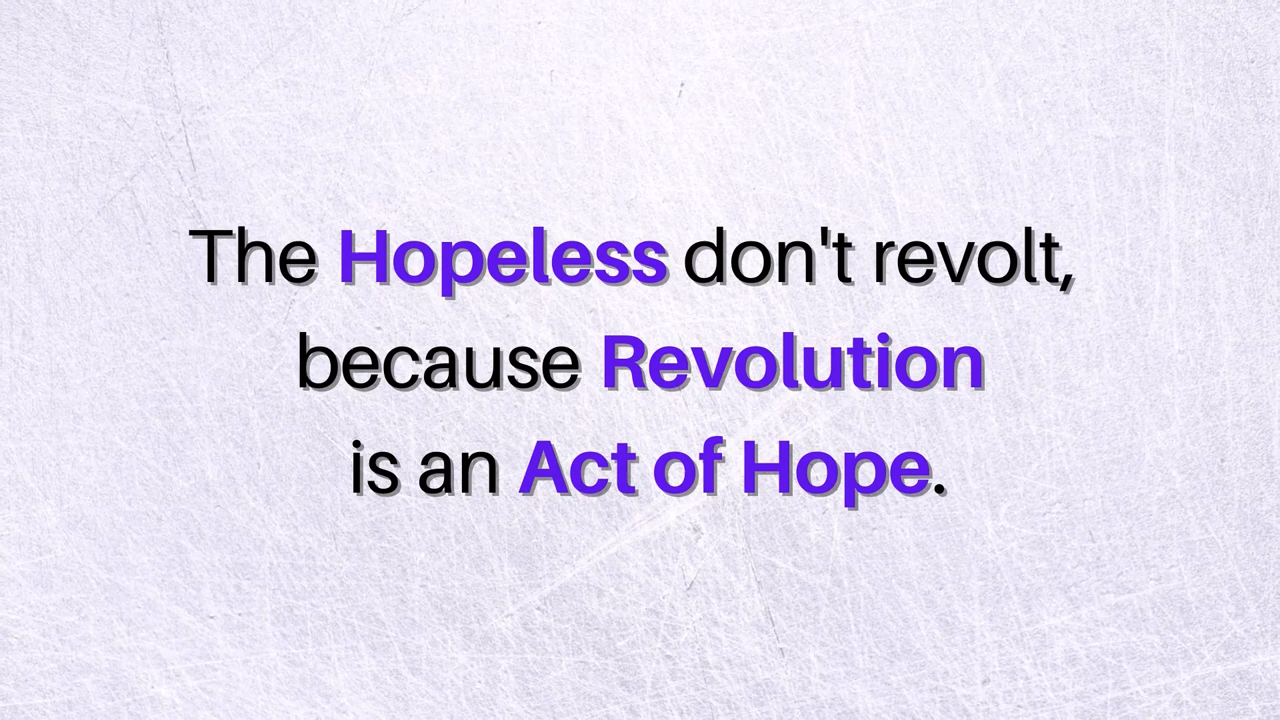 The Hopeless don't revolt,
because Revolution
is an Act of Hope.